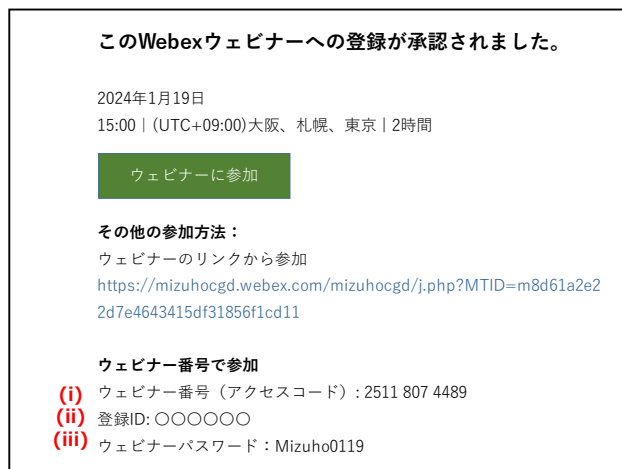 このWebexウェビナーへの登録が承認されました。
2024年1月19日
15:00 | (UTC+09:00)大阪、札幌、東京 | 2時間
ウェビナーに参加
その他の参加方法：
ウェビナーのリンクから参加
https://mizuhocgd.webex.com/mizuhocgd/j.php?MTID=m8d61a2e2
2d7e4643415df31856f1cd11
ウェビナー番号で参加
(i) ウェビナー番号（アクセスコード）: 2511 807 4489
(ii) 登録ID: 〇〇〇〇〇〇
(iii) ウェビナーパスワード：Mizuho0119